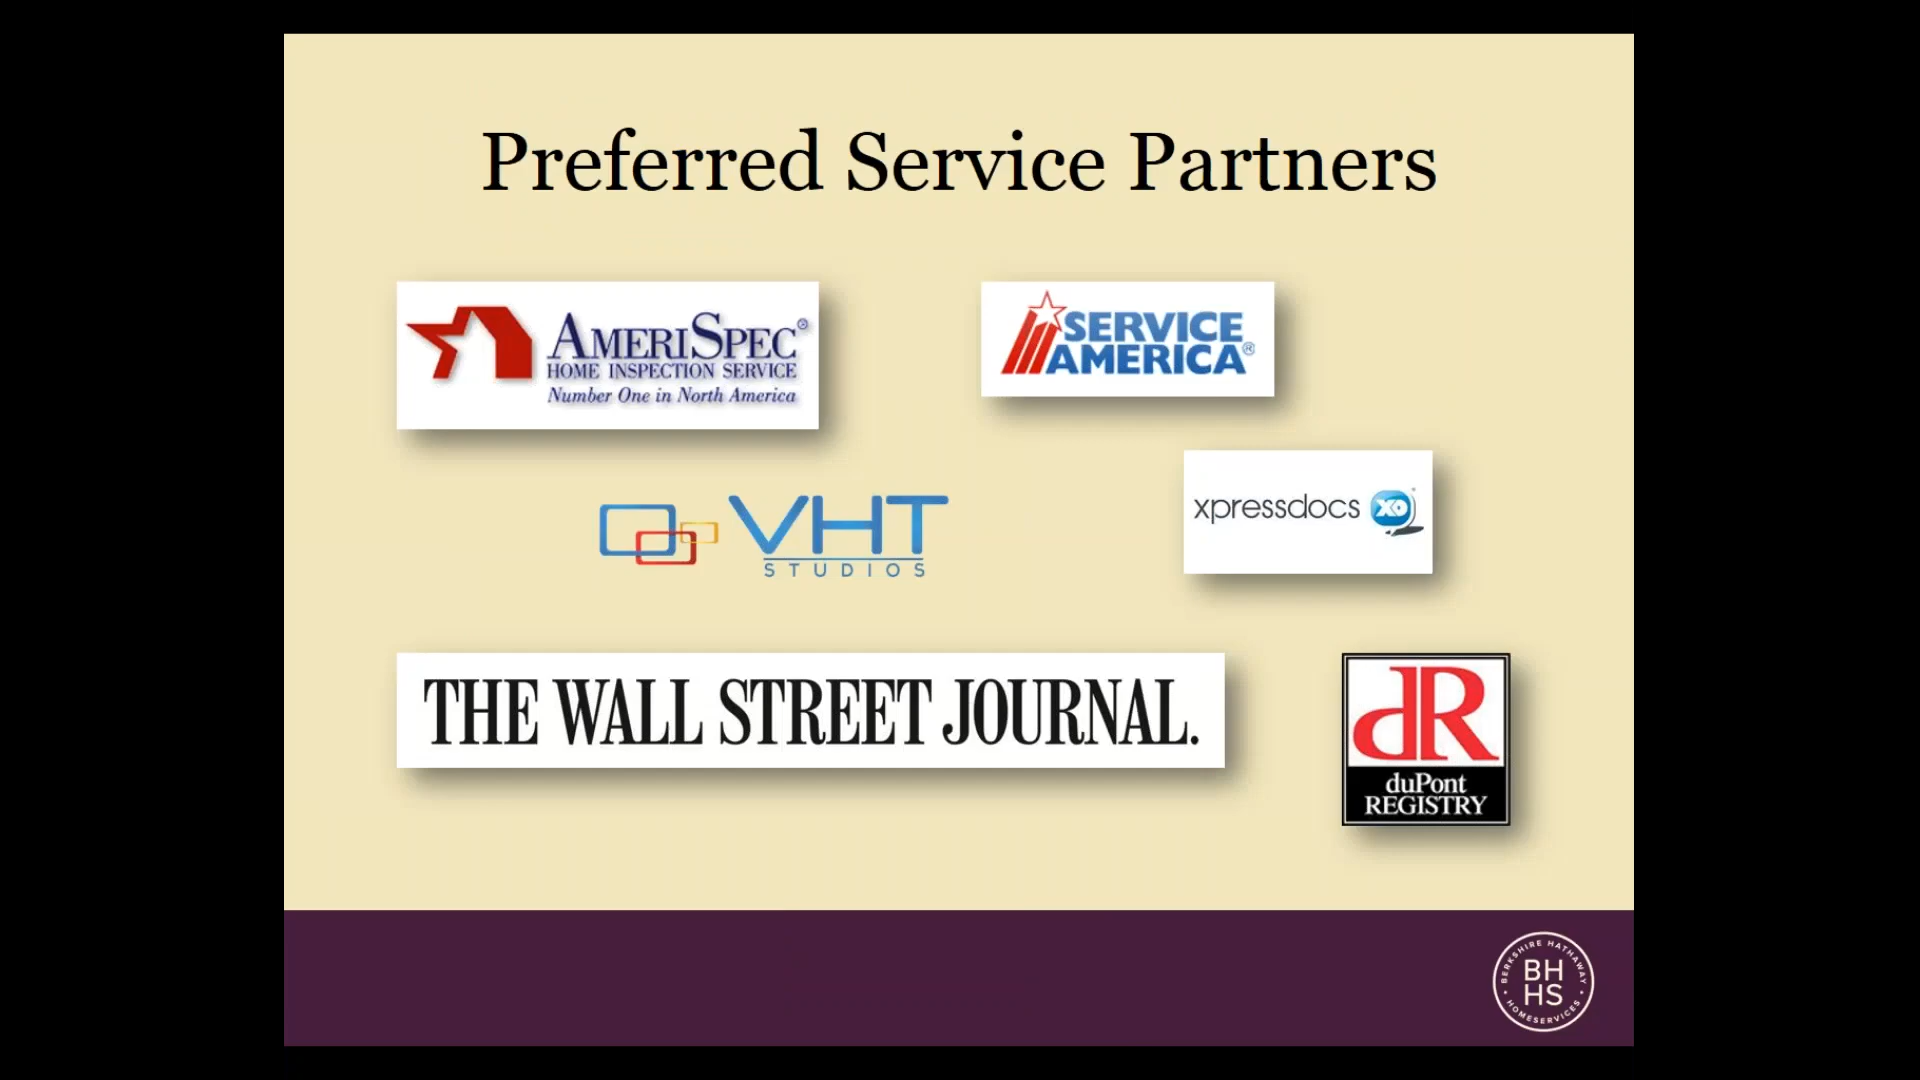 Preferred Service Partners
AMERISPEC®
HOME INSPECTION SERVICE
Number One in North America
SERVICE
AMERICA®
VHT
STUDIOS
xpressdocs XD
THE WALL STREET JOURNAL.
dR
duPont
REGISTRY
BERKSHIRE HATHAWAY
BH
HS
HOMESERVICES